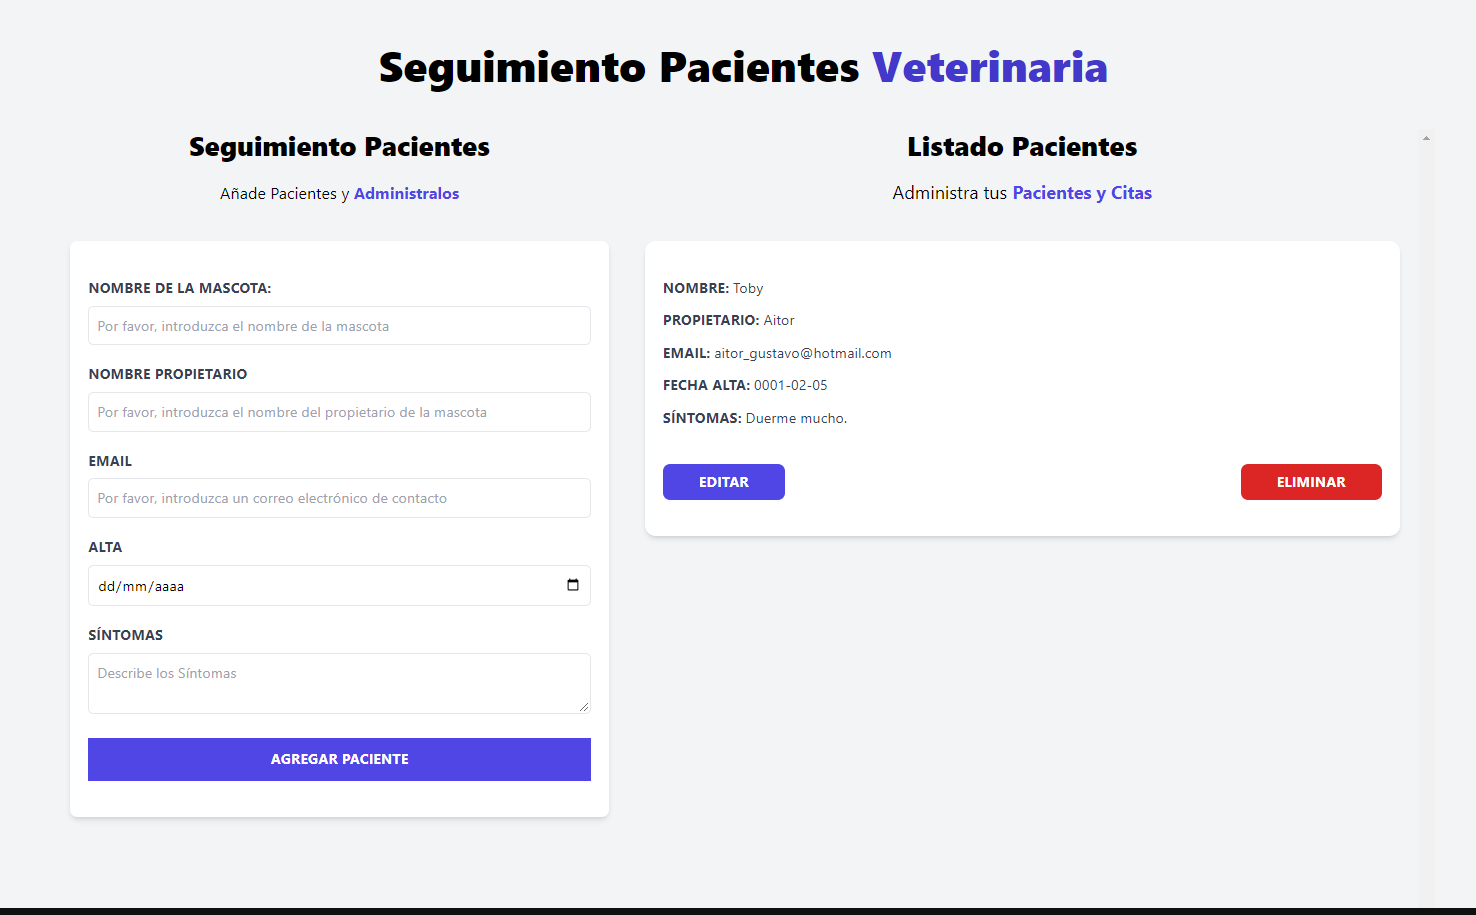 Seguimiento Pacientes Veterinaria
Seguimiento Pacientes
Añade Pacientes y Administralos
NOMBRE DE LA MASCOTA:
Por favor, introduzca el nombre de la mascota
NOMBRE PROPIETARIO
Por favor, introduzca el nombre del propietario de la mascota
EMAIL
Por favor, introduzca un correo electrónico de contacto
ALTA
dd/mm/aaaa
SÍNTOMAS
Describe los Síntomas
AGREGAR PACIENTE
Listado Pacientes
Administra tus Pacientes y Citas
NOMBRE: Toby
PROPIETARIO: Aitor
EMAIL: aitor_gustavo@hotmail.com
FECHA ALTA: 0001-02-05
SÍNTOMAS: Duerme mucho.
EDITAR
ELIMINAR